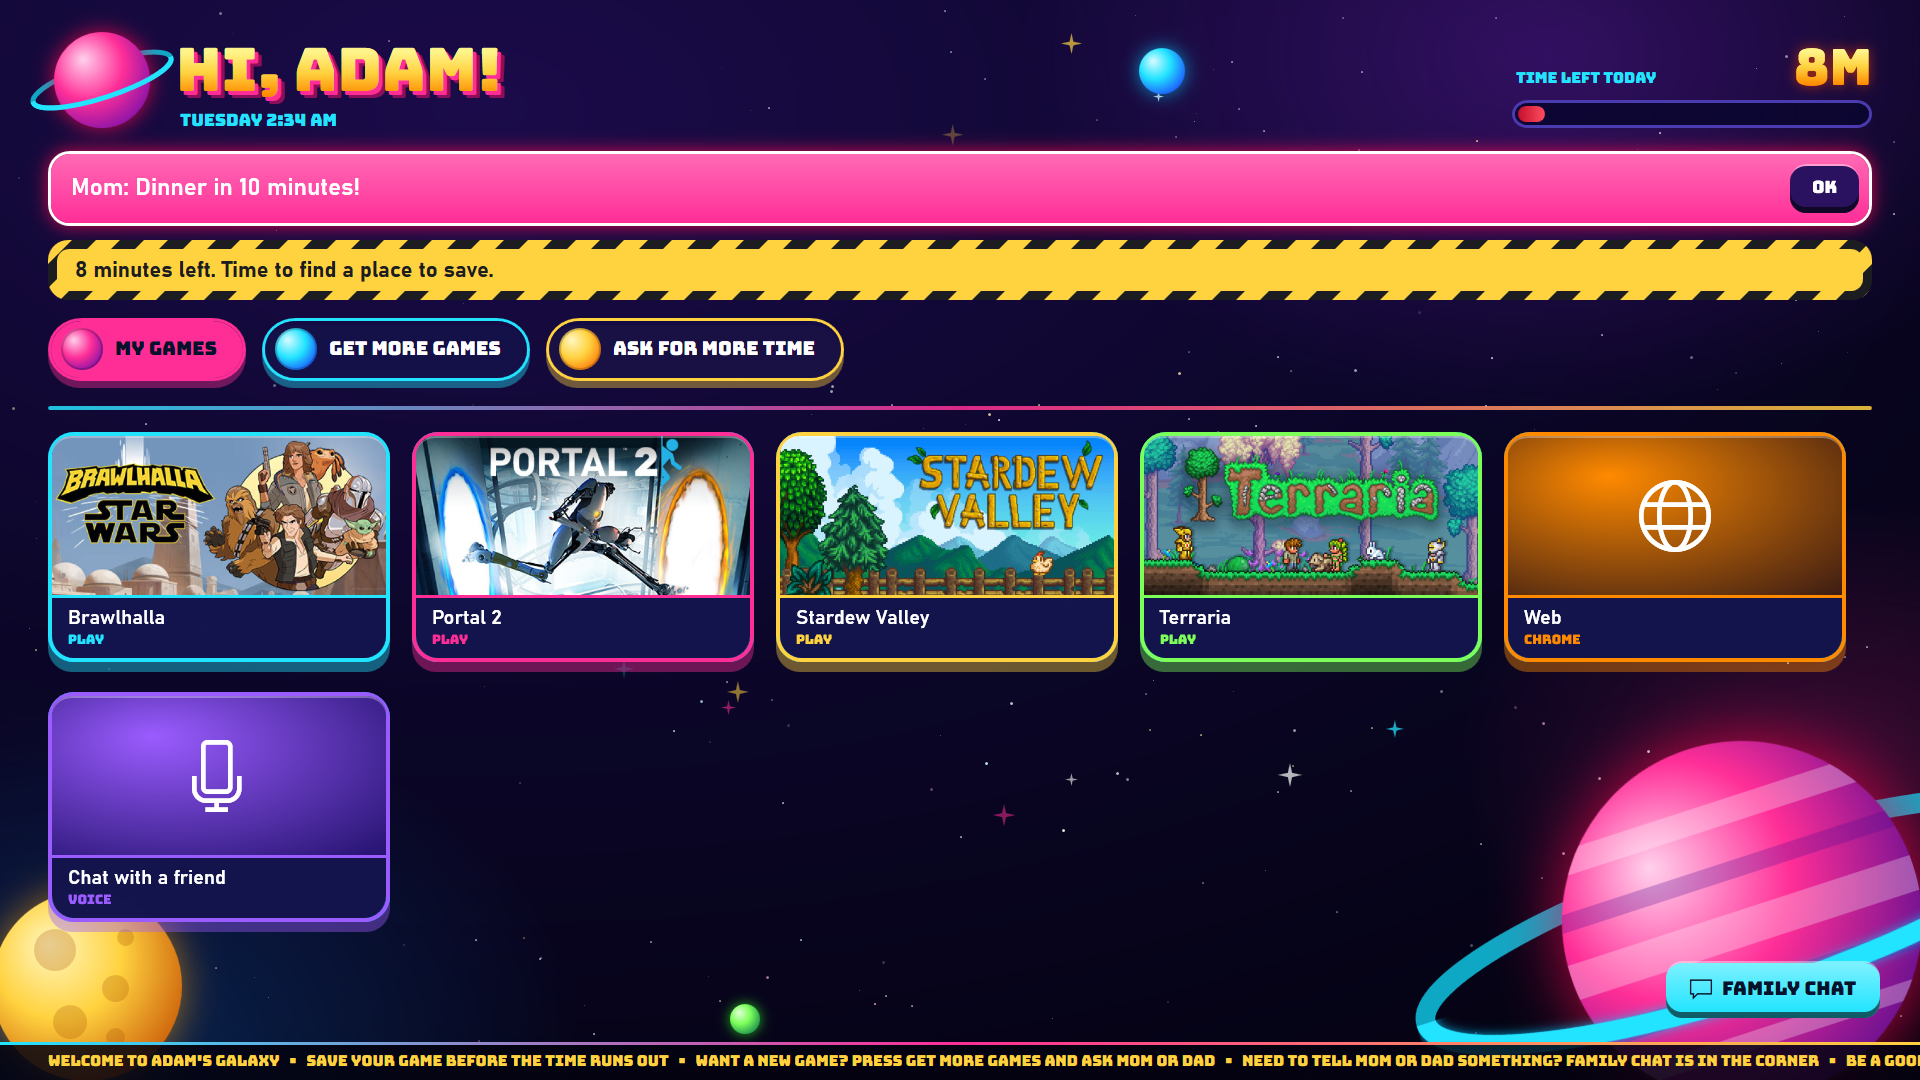 HI, ADAM!
TUESDAY 2:34 AM
TIME LEFT TODAY
8M
Mom: Dinner in 10 minutes!
OK
8 minutes left. Time to find a place to save.
MY GAMES
GET MORE GAMES
ASK FOR MORE TIME
BRAWLHALLA
STAR
WARS
PORTAL 2
STARDEW
VALLEY
Terraria
Brawlhalla
PLAY
Portal 2
PLAY
Stardew Valley
PLAY
Terraria
PLAY
Web
CHROME
Chat with a friend
VOICE
FAMILY CHAT
WELCOME TO ADAM'S GALAXY ▪ SAVE YOUR GAME BEFORE THE TIME RUNS OUT ▪ WANT A NEW GAME? PRESS GET MORE GAMES AND ASK MOM OR DAD ▪ NEED TO TELL MOM OR DAD SOMETHING? FAMILY CHAT IS IN THE CORNER ▪ BE A